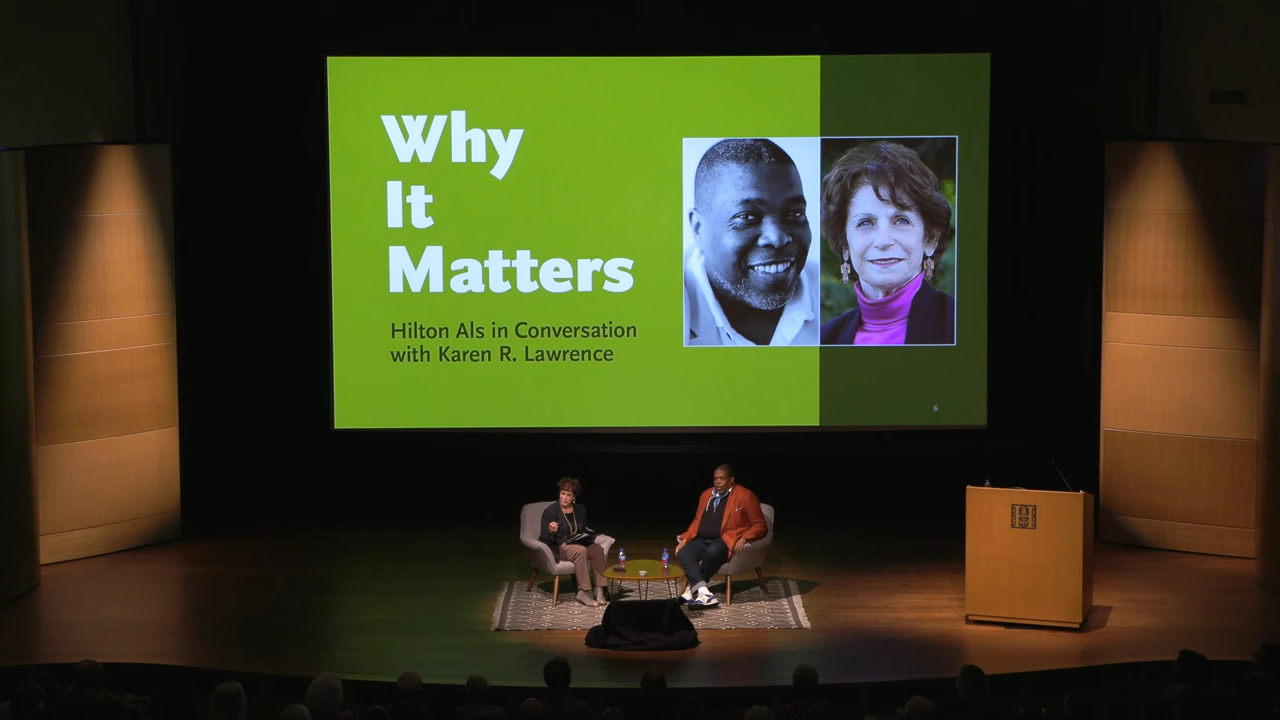 Why
It
Matters
Hilton Als in Conversation
with Karen R. Lawrence
6